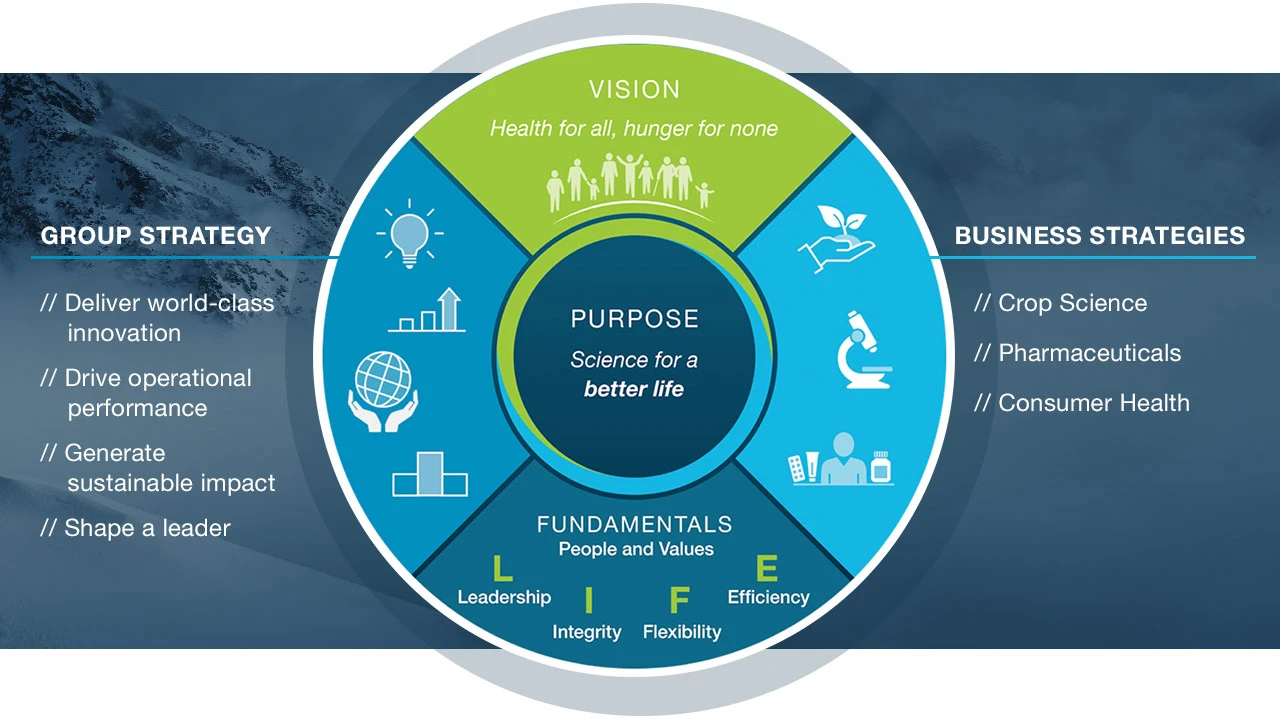 VISION
Health for all, hunger for none
GROUP STRATEGY
// Deliver world-class
innovation
// Drive operational
performance
// Generate
sustainable impact
// Shape a leader
PURPOSE
Science for a
better life
BUSINESS STRATEGIES
// Crop Science
// Pharmaceuticals
// Consumer Health
FUNDAMENTALS
People and Values
L
Leadership
I
Integrity
F
Flexibility
E
Efficiency